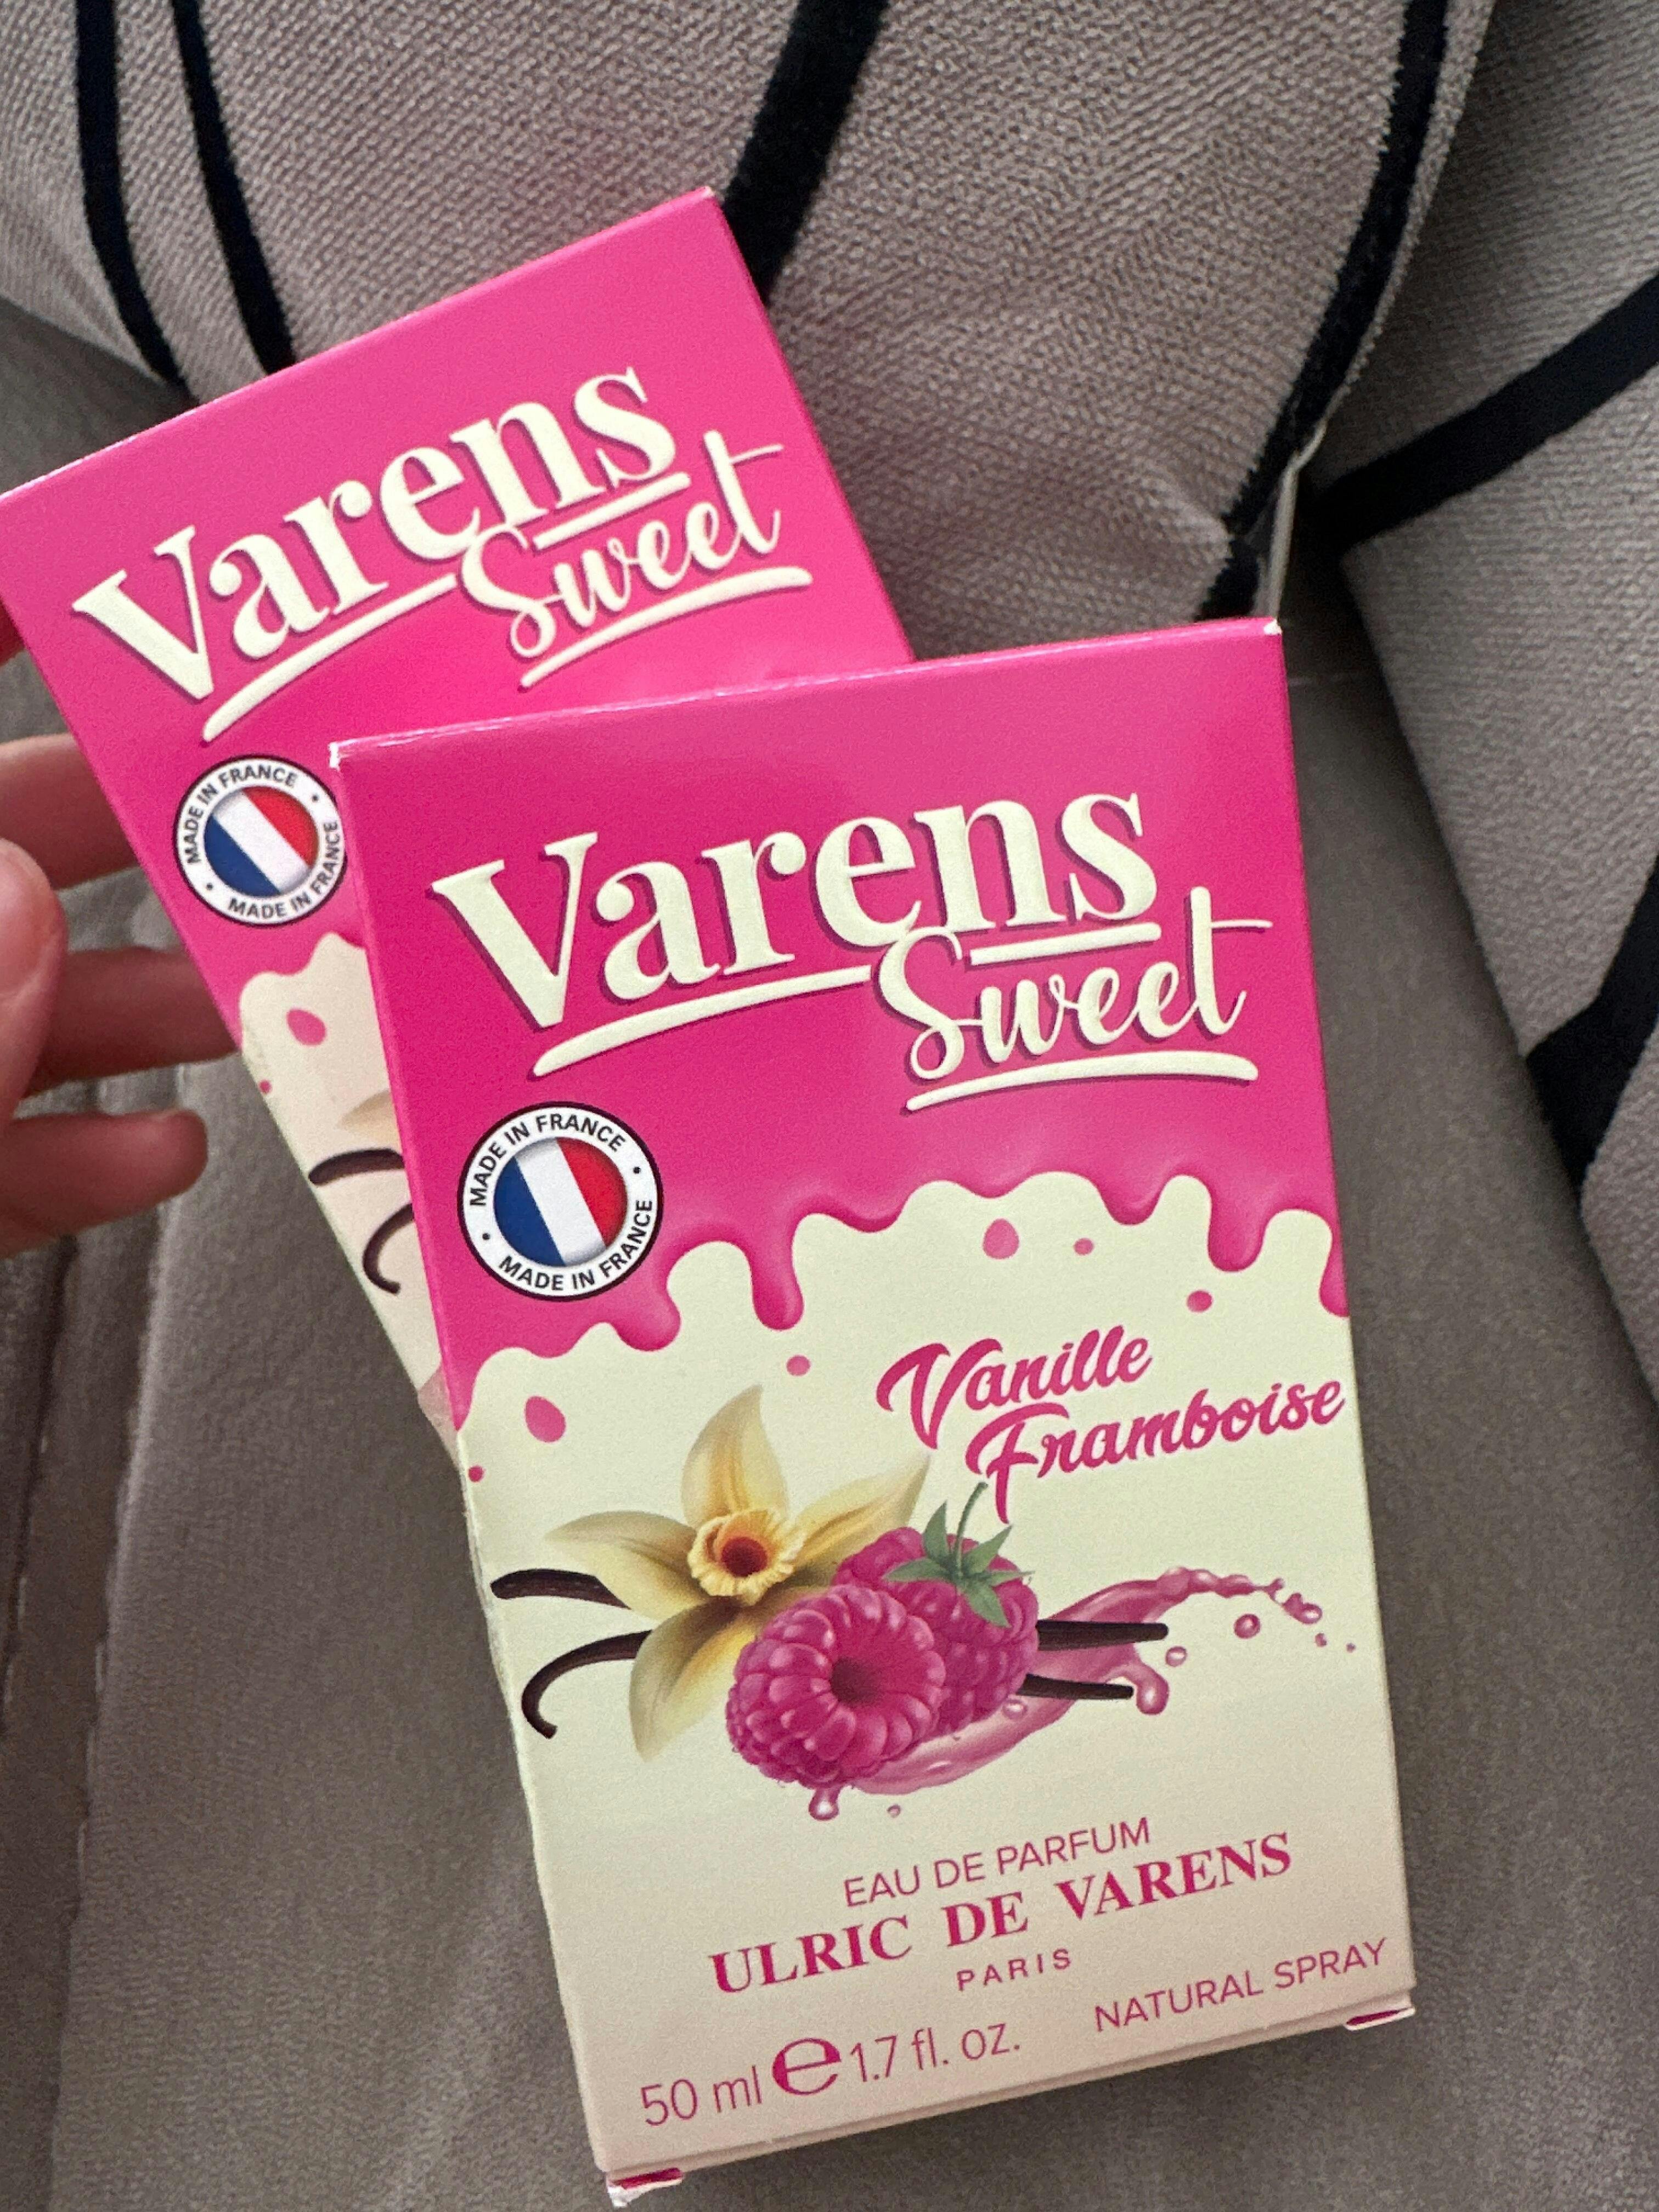 Varens
Sweet
MADE IN FRANCE
MADE IN FRANCE
Varens
Sweet
MADE IN FRANCE
MADE IN FRANCE
Vanille
Framboise
EAU DE PARFUM
ULRIC DE VARENS
PARIS
50 ml e 1.7 fl. oz.
NATURAL SPRAY